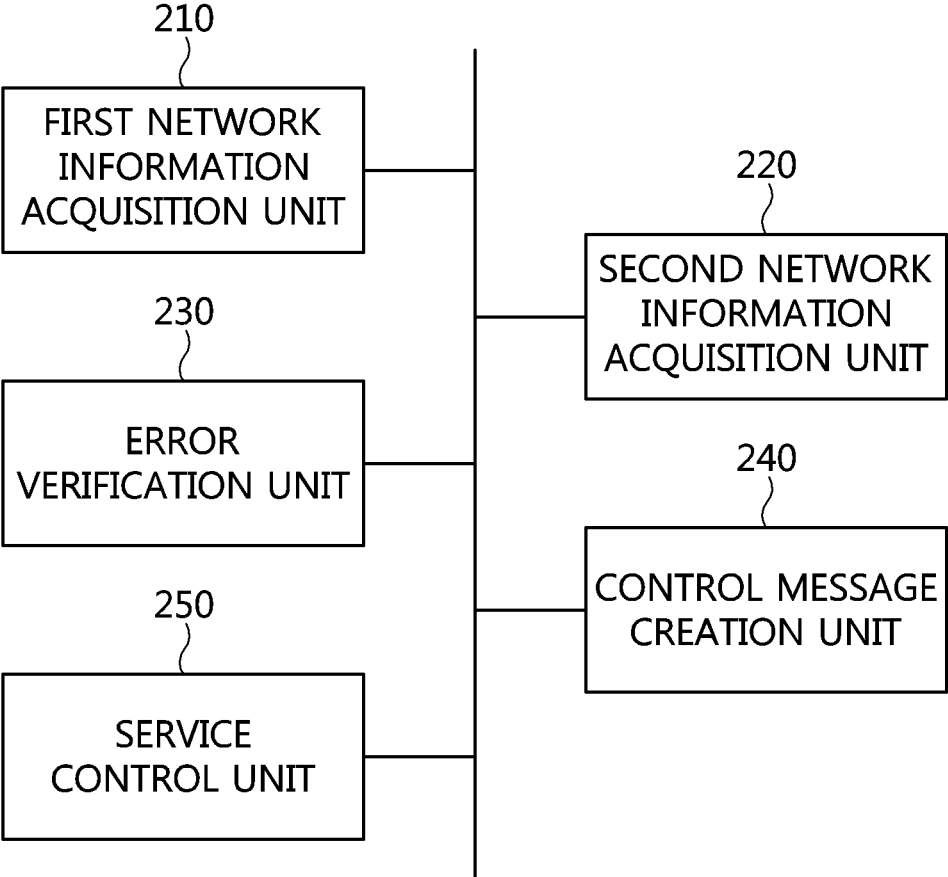 210
FIRST NETWORK
INFORMATION
ACQUISITION UNIT
220
SECOND NETWORK
INFORMATION
ACQUISITION UNIT
230
ERROR
VERIFICATION UNIT
240
CONTROL MESSAGE
CREATION UNIT
250
SERVICE
CONTROL UNIT